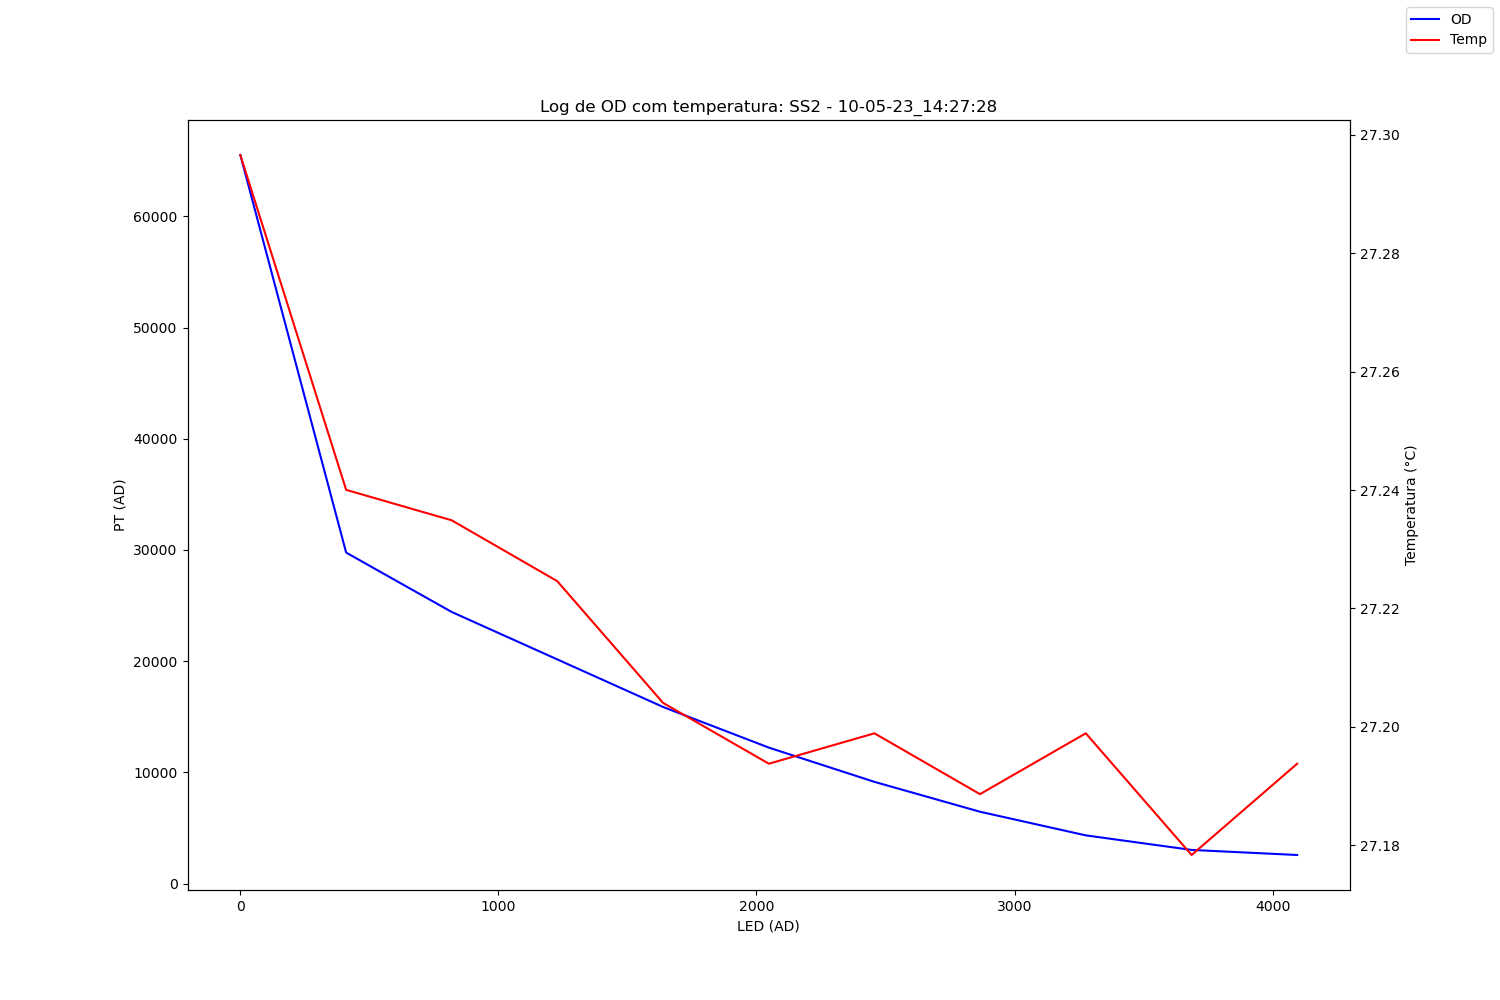 OD
Temp
Log de OD com temperatura: SS2 - 10-05-23_14:27:28
PT (AD)
60000
50000
40000
30000
20000
10000
0
27.30
27.28
27.26
27.24
27.22
27.20
27.18
Temperatura (°C)
0 1000 2000 3000 4000
LED (AD)